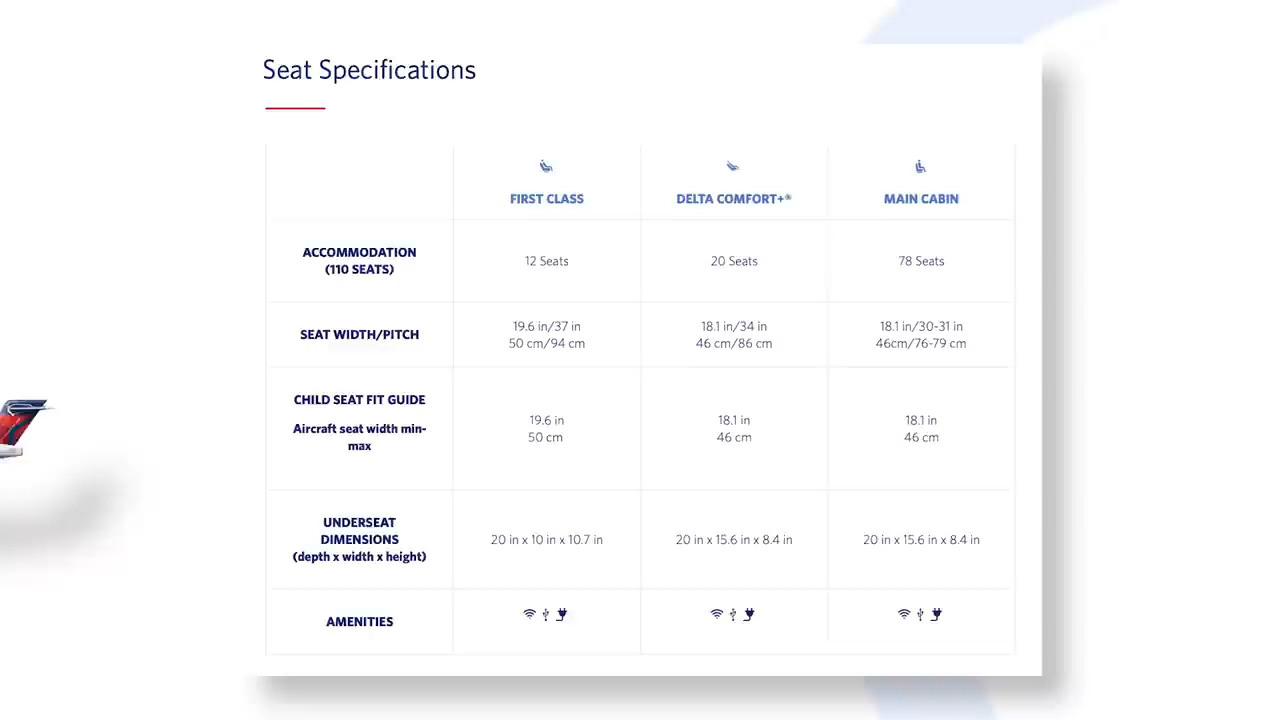 Seat Specifications
FIRST CLASS
DELTA COMFORT+®
MAIN CABIN
ACCOMMODATION
(110 SEATS)
12 Seats
20 Seats
78 Seats
SEAT WIDTH/PITCH
19.6 in/37 in
50 cm/94 cm
18.1 in/34 in
46 cm/86 cm
18.1 in/30-31 in
46cm/76-79 cm
CHILD SEAT FIT GUIDE
Aircraft seat width min-
max
19.6 in
50 cm
18.1 in
46 cm
18.1 in
46 cm
UNDERSEAT
DIMENSIONS
(depth x width x height)
20 in x 10 in x 10.7 in
20 in x 15.6 in x 8.4 in
20 in x 15.6 in x 8.4 in
AMENITIES